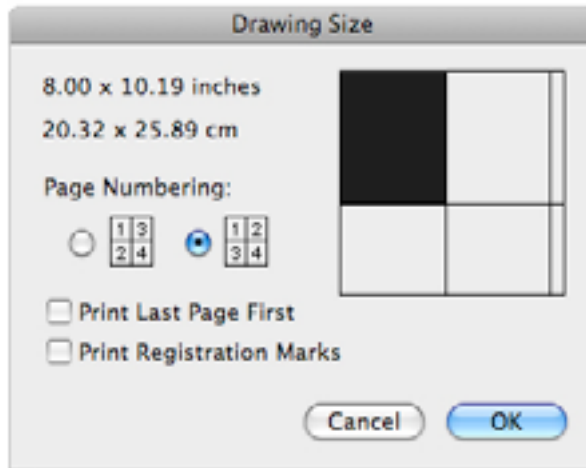 Drawing Size
8.00 x 10.19 inches
20.32 x 25.89 cm
Page Numbering:
1 3 1 2
2 4 3 4
Print Last Page First
Print Registration Marks
Cancel OK